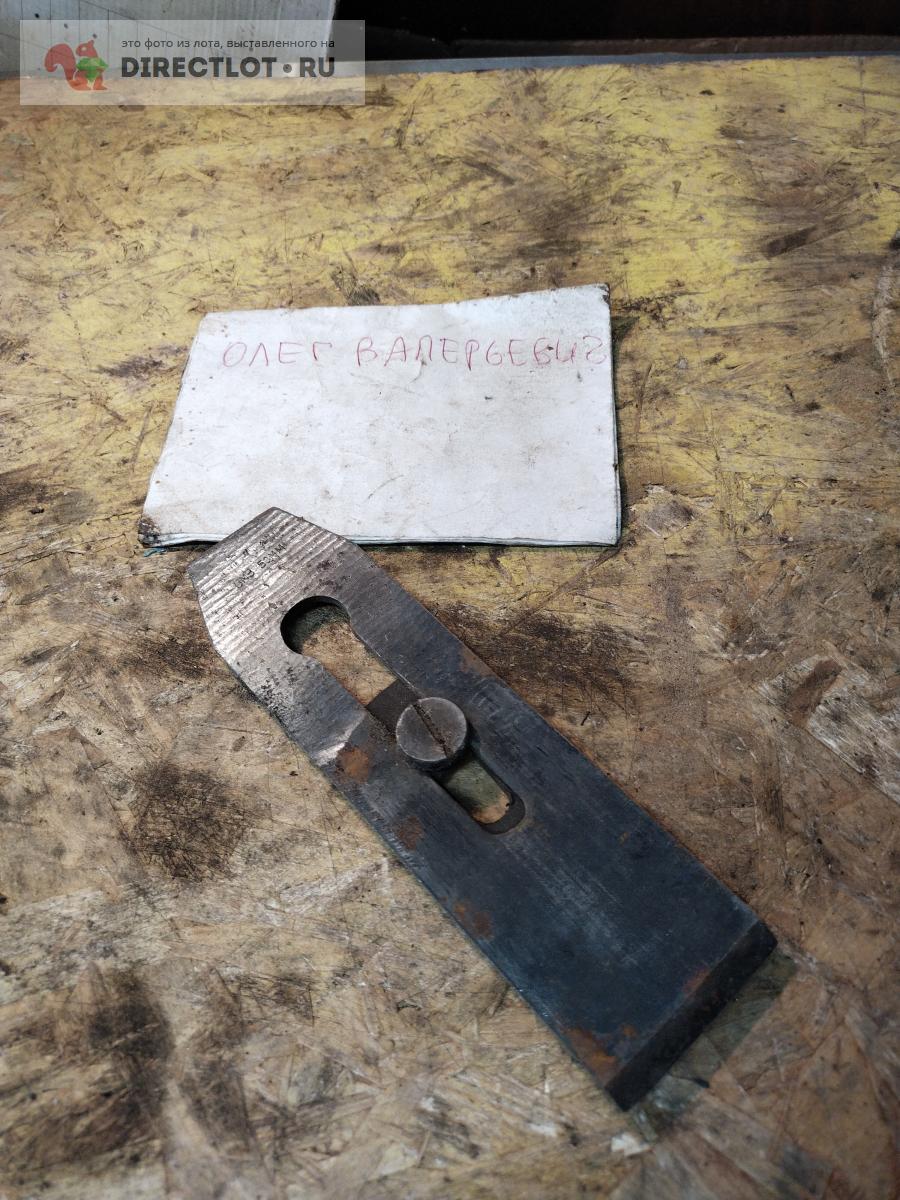 это фото из лота, выставленного на
DIRECTLOT.RU
ОЛЕГ ВАЛЕРЬЕВИЧ